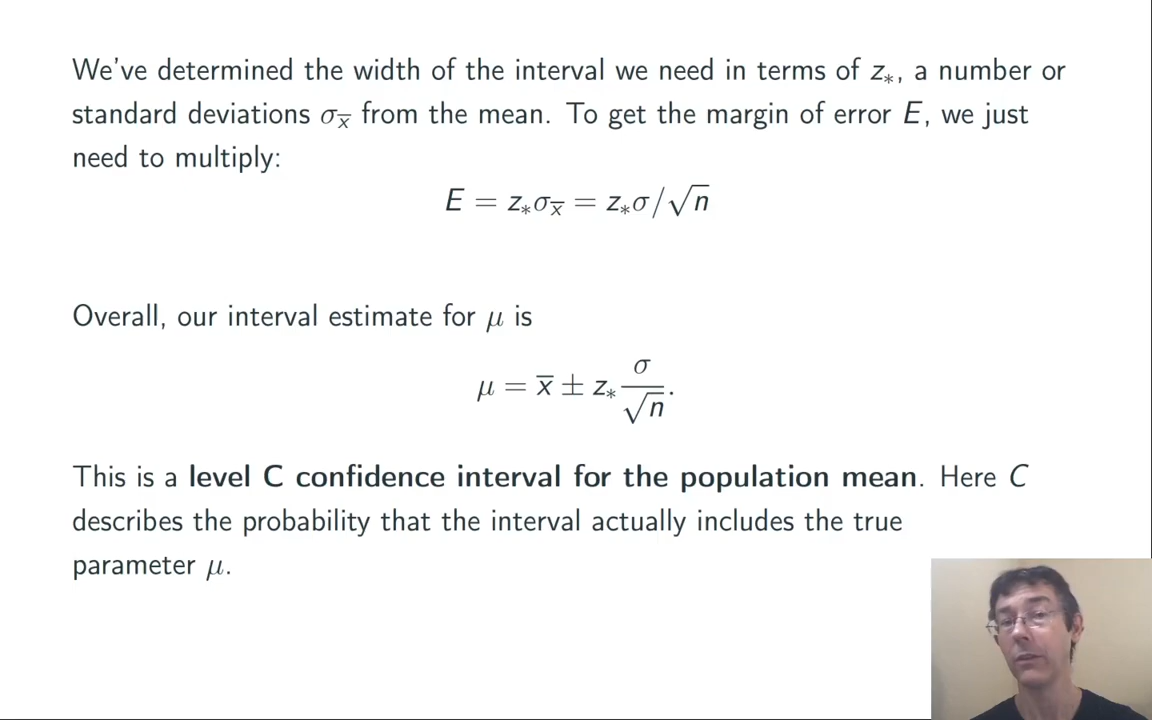 We've determined the width of the interval we need in terms of z∗, a number or
standard deviations σx̅ from the mean. To get the margin of error E, we just
need to multiply:
E = z∗σx̅ = z∗σ/√n
Overall, our interval estimate for μ is
μ = x̅ ± z∗ σ/√n.
This is a level C confidence interval for the population mean. Here C
describes the probability that the interval actually includes the true
parameter μ.